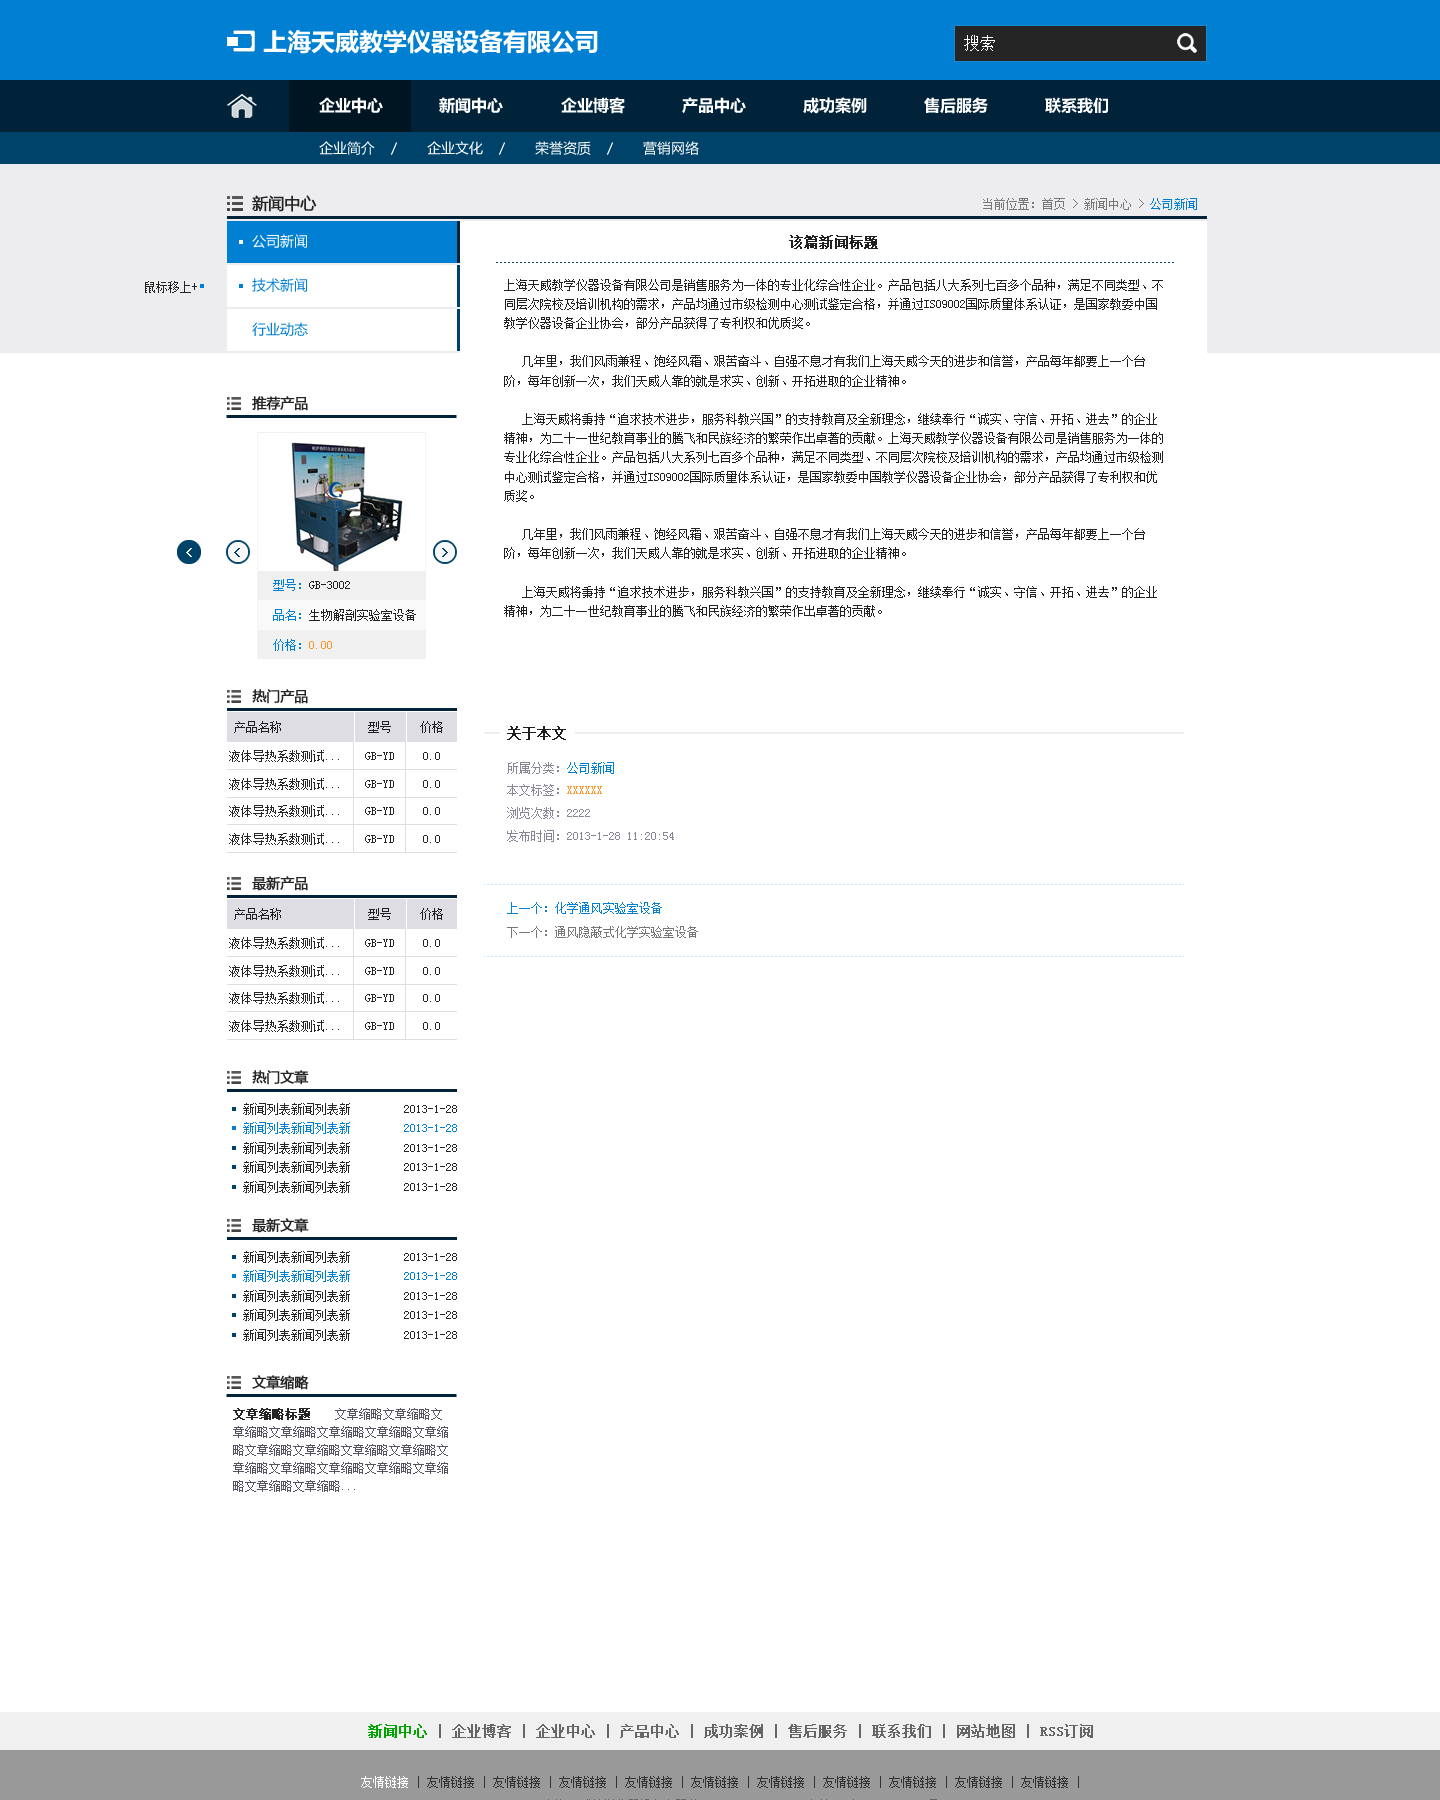 上海天威教学仪器设备有限公司
搜索
企业中心 新闻中心 企业博客 产品中心 成功案例 售后服务 联系我们
企业简介 / 企业文化 / 荣誉资质 / 营销网络
新闻中心
当前位置: 首页 > 新闻中心 > 公司新闻
公司新闻
鼠标移上+
技术新闻
行业动态
该篇新闻标题
上海天威教学仪器设备有限公司是销售服务为一体的专业化综合性企业。产品包括八大系列七百多个品种，满足不同类型、不
同层次院校及培训机构的需求，产品均通过市级检测中心测试鉴定合格，并通过ISO9002国际质量体系认证，是国家教委中国
教学仪器设备企业协会，部分产品获得了专利权和优质奖。
几年里，我们风雨兼程、饱经风霜、艰苦奋斗、自强不息才有我们上海天威今天的进步和信誉，产品每年都要上一个台
阶，每年创新一次，我们天威人靠的就是求实、创新、开拓进取的企业精神。
上海天威将秉持“追求技术进步，服务科教兴国”的支持教育及全新理念，继续奉行“诚实、守信、开拓、进去”的企业
精神，为二十一世纪教育事业的腾飞和民族经济的繁荣作出卓著的贡献。上海天威教学仪器设备有限公司是销售服务为一体的
专业化综合性企业。产品包括八大系列七百多个品种，满足不同类型、不同层次院校及培训机构的需求，产品均通过市级检测
中心测试鉴定合格，并通过ISO9002国际质量体系认证，是国家教委中国教学仪器设备企业协会，部分产品获得了专利权和优
质奖。
几年里，我们风雨兼程、饱经风霜、艰苦奋斗、自强不息才有我们上海天威今天的进步和信誉，产品每年都要上一个台
阶，每年创新一次，我们天威人靠的就是求实、创新、开拓进取的企业精神。
上海天威将秉持“追求技术进步，服务科教兴国”的支持教育及全新理念，继续奉行“诚实、守信、开拓、进去”的企业
精神，为二十一世纪教育事业的腾飞和民族经济的繁荣作出卓著的贡献。
关于本文
所属分类: 公司新闻
本文标签: XXXXXX
浏览次数: 2222
发布时间: 2013-1-28 11:20:54
上一个: 化学通风实验室设备
下一个: 通风隐蔽式化学实验室设备
推荐产品
型号: GB-3002
品名: 生物解剖实验室设备
价格: 0.00
热门产品
产品名称 型号 价格
液体导热系数测试... GB-YD 0.0
液体导热系数测试... GB-YD 0.0
液体导热系数测试... GB-YD 0.0
液体导热系数测试... GB-YD 0.0
最新产品
产品名称 型号 价格
液体导热系数测试... GB-YD 0.0
液体导热系数测试... GB-YD 0.0
液体导热系数测试... GB-YD 0.0
液体导热系数测试... GB-YD 0.0
热门文章
新闻列表新闻列表新 2013-1-28
新闻列表新闻列表新 2013-1-28
新闻列表新闻列表新 2013-1-28
新闻列表新闻列表新 2013-1-28
新闻列表新闻列表新 2013-1-28
最新文章
新闻列表新闻列表新 2013-1-28
新闻列表新闻列表新 2013-1-28
新闻列表新闻列表新 2013-1-28
新闻列表新闻列表新 2013-1-28
新闻列表新闻列表新 2013-1-28
文章缩略
文章缩略标题 文章缩略文章缩略文
章缩略文章缩略文章缩略文章缩略文章缩
略文章缩略文章缩略文章缩略文章缩略文
章缩略文章缩略文章缩略文章缩略文章缩
略文章缩略文章缩略...
新闻中心 | 企业博客 | 企业中心 | 产品中心 | 成功案例 | 售后服务 | 联系我们 | 网站地图 | RSS订阅
友情链接 | 友情链接 | 友情链接 | 友情链接 | 友情链接 | 友情链接 | 友情链接 | 友情链接 | 友情链接 | 友情链接 | 友情链接 |